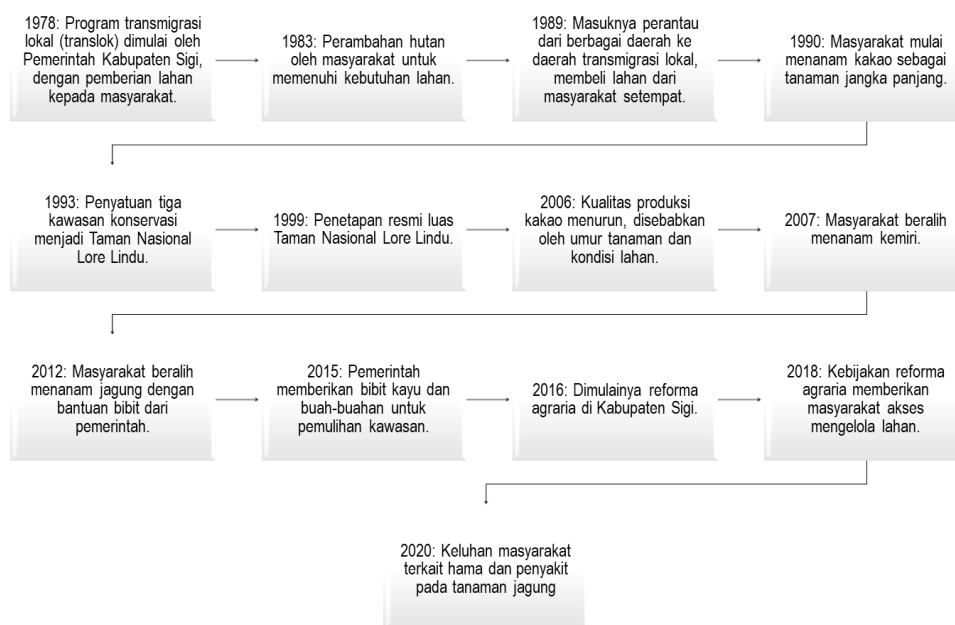 1978: Program transmigrasi
lokal (translok) dimulai oleh
Pemerintah Kabupaten Sigi,
dengan pemberian lahan
kepada masyarakat.
1983: Perambahan hutan
oleh masyarakat untuk
memenuhi kebutuhan lahan.
1989: Masuknya perantau
dari berbagai daerah ke
daerah transmigrasi lokal,
membeli lahan dari
masyarakat setempat.
1990: Masyarakat mulai
menanam kakao sebagai
tanaman jangka panjang.
1993: Penyatuan tiga
kawasan konservasi
menjadi Taman Nasional
Lore Lindu.
1999: Penetapan resmi luas
Taman Nasional Lore Lindu.
2006: Kualitas produksi
kakao menurun, disebabkan
oleh umur tanaman dan
kondisi lahan.
2007: Masyarakat beralih
menanam kemiri.
2012: Masyarakat beralih
menanam jagung dengan
bantuan bibit dari
pemerintah.
2015: Pemerintah
memberikan bibit kayu dan
buah-buahan untuk
pemulihan kawasan.
2016: Dimulainya reforma
agraria di Kabupaten Sigi.
2018: Kebijakan reforma
agraria memberikan
masyarakat akses
mengelola lahan.
2020: Keluhan masyarakat
terkait hama dan penyakit
pada tanaman jagung